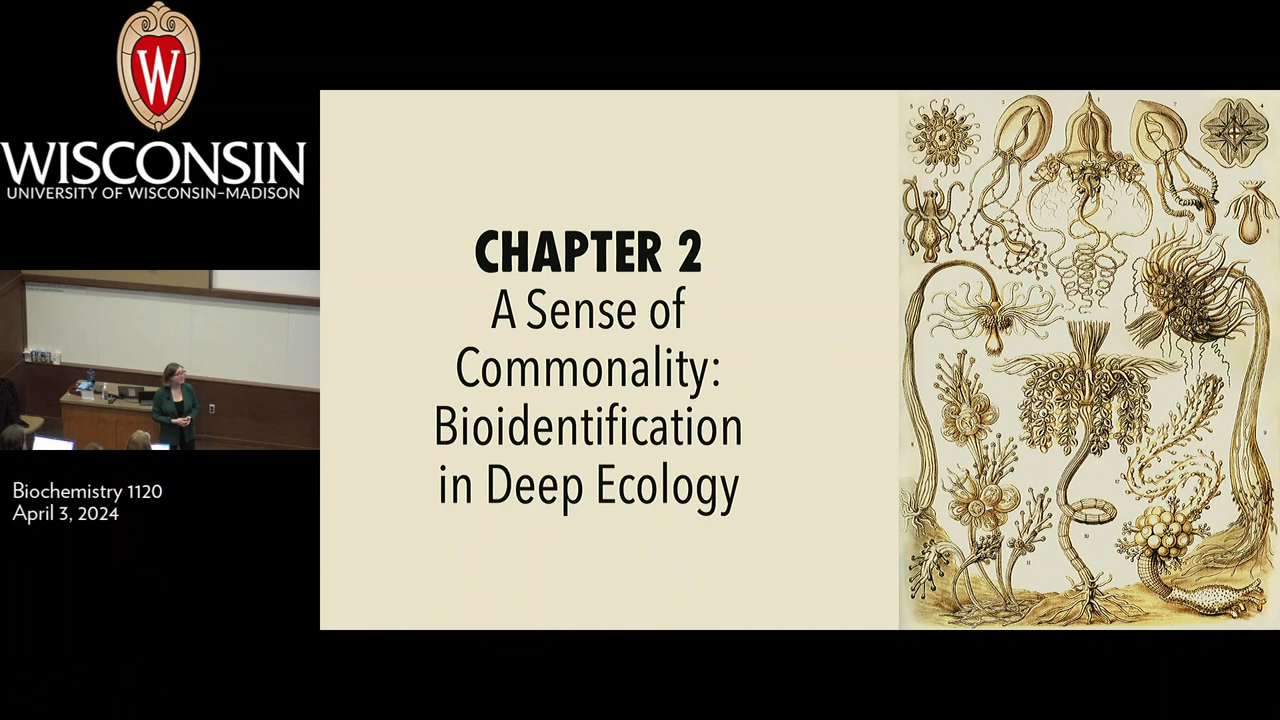 W
WISCONSIN
UNIVERSITY OF WISCONSIN–MADISON
Biochemistry 1120
April 3, 2024
CHAPTER 2
A Sense of
Commonality:
Bioidentification
in Deep Ecology